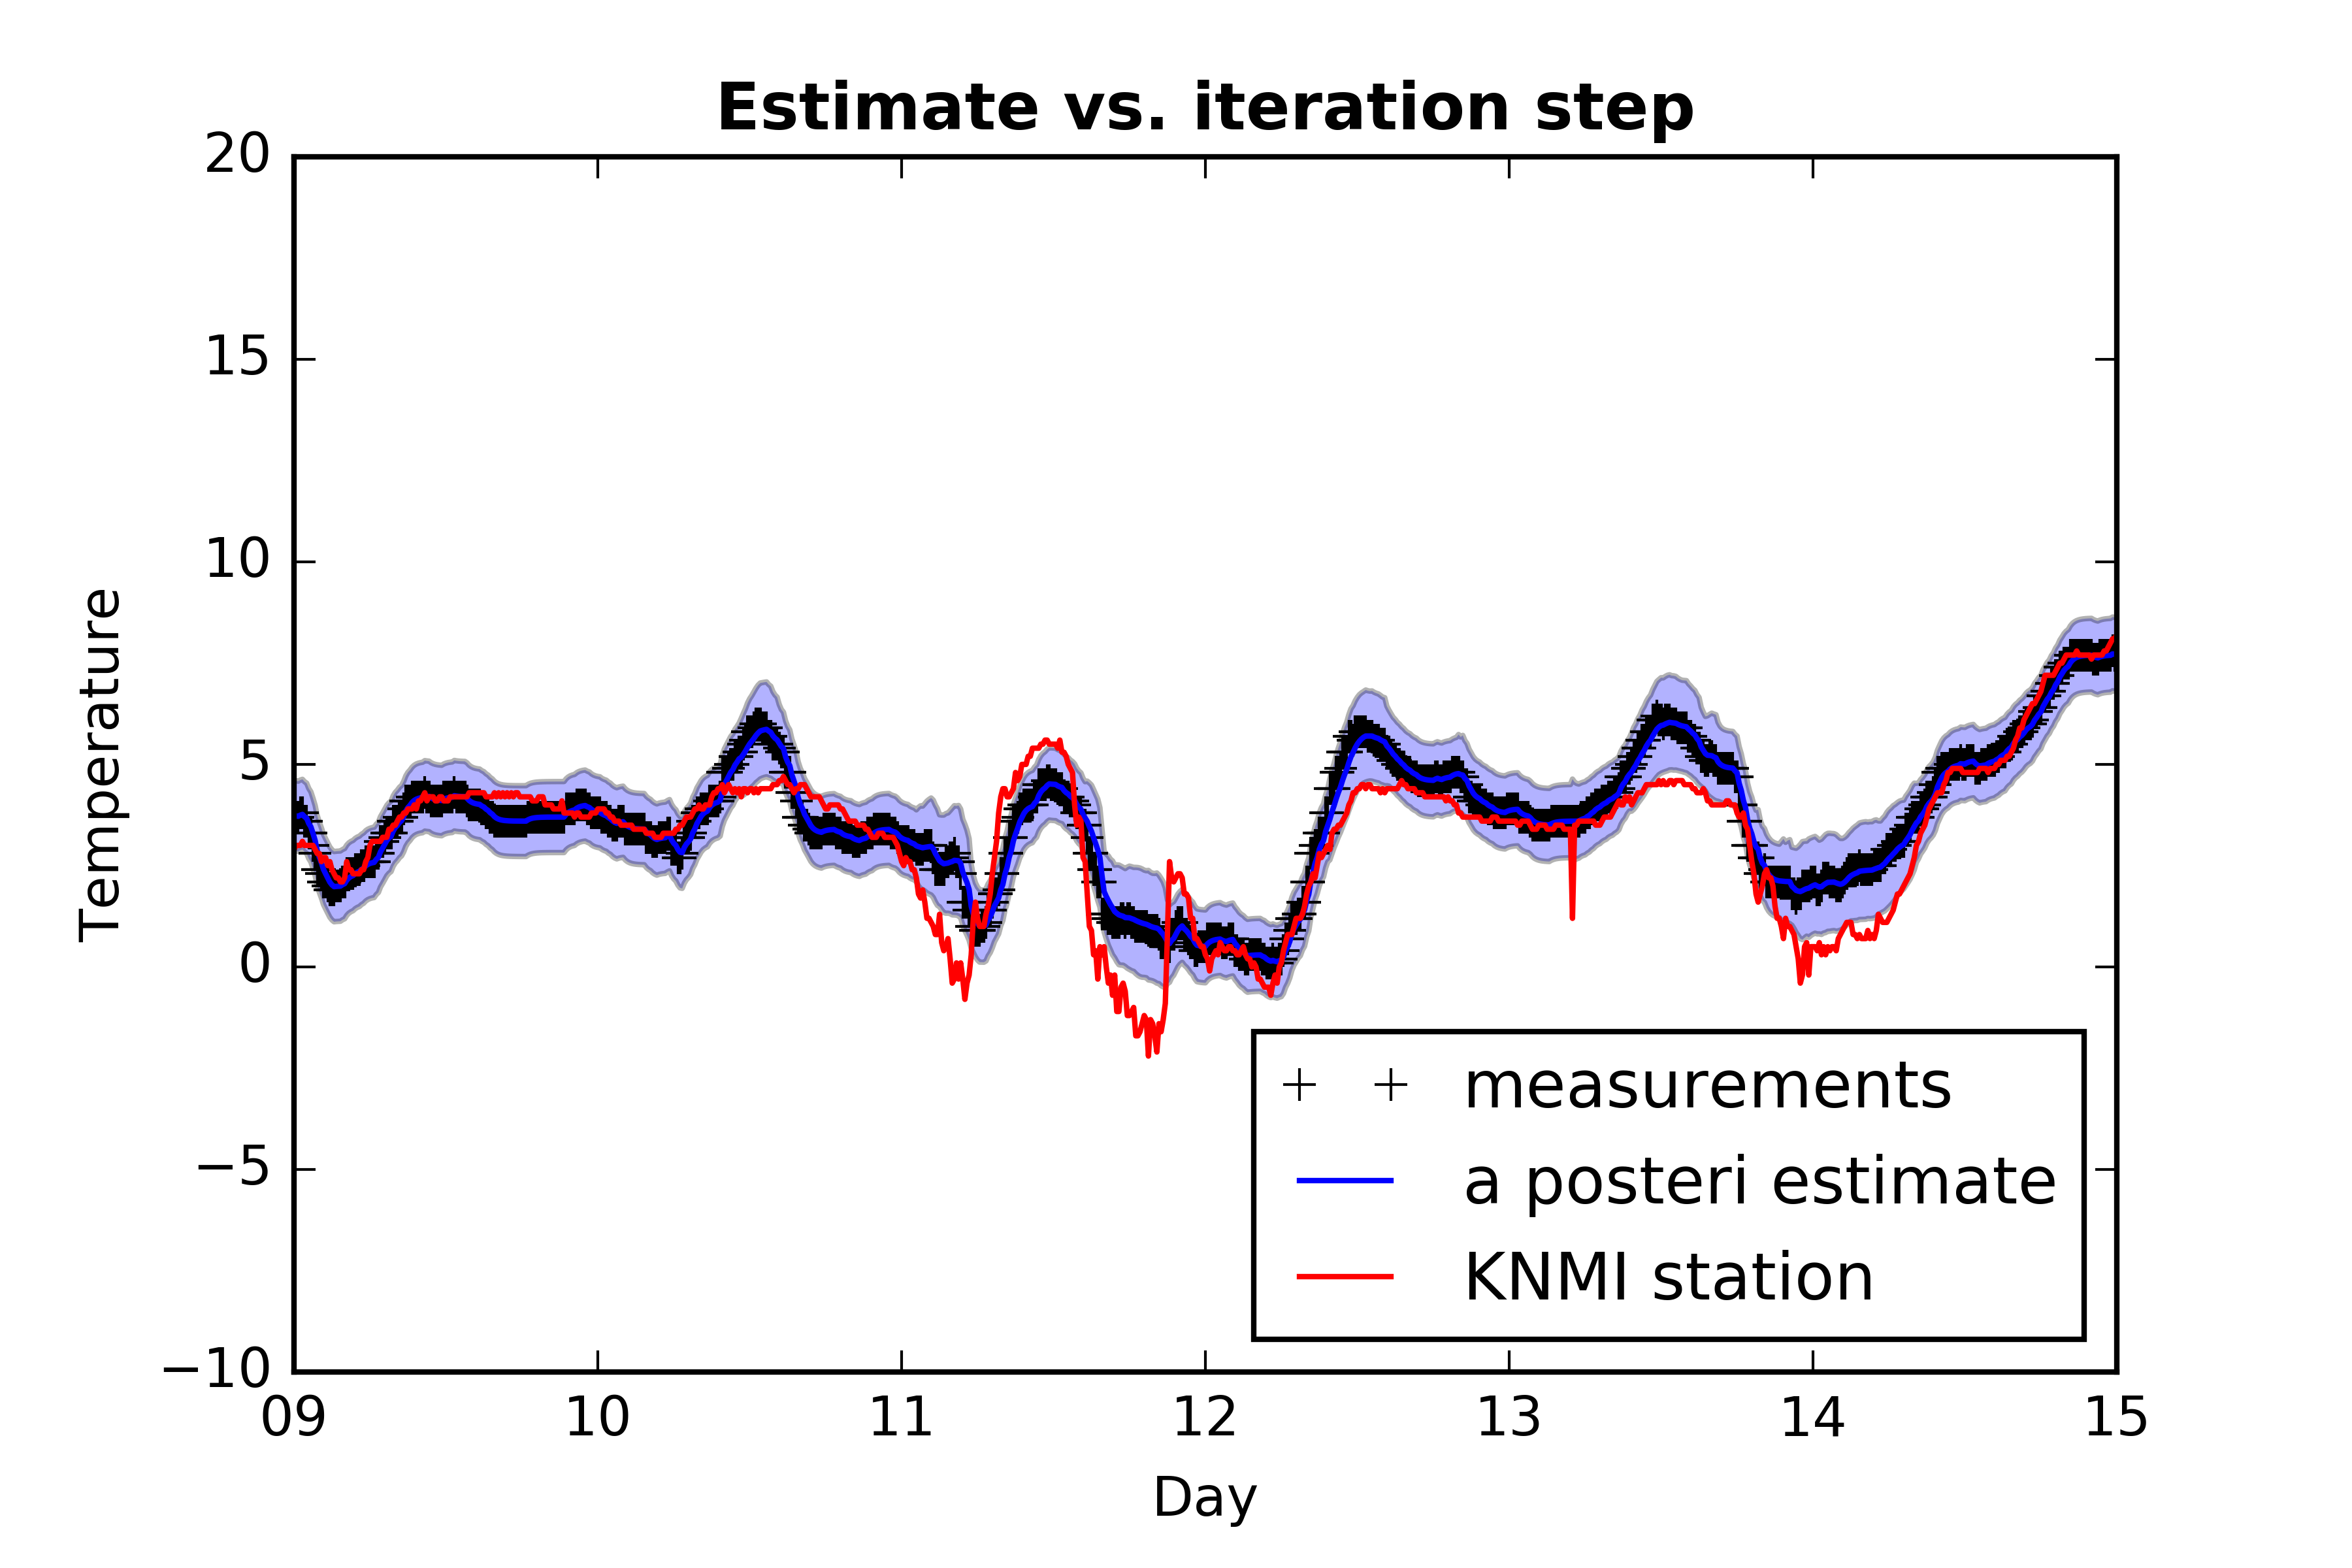 Estimate vs. iteration step
20
15
10
5
0
−5
−10
Temperature
measurements
a posteri estimate
KNMI station
09 10 11 12 13 14 15
Day